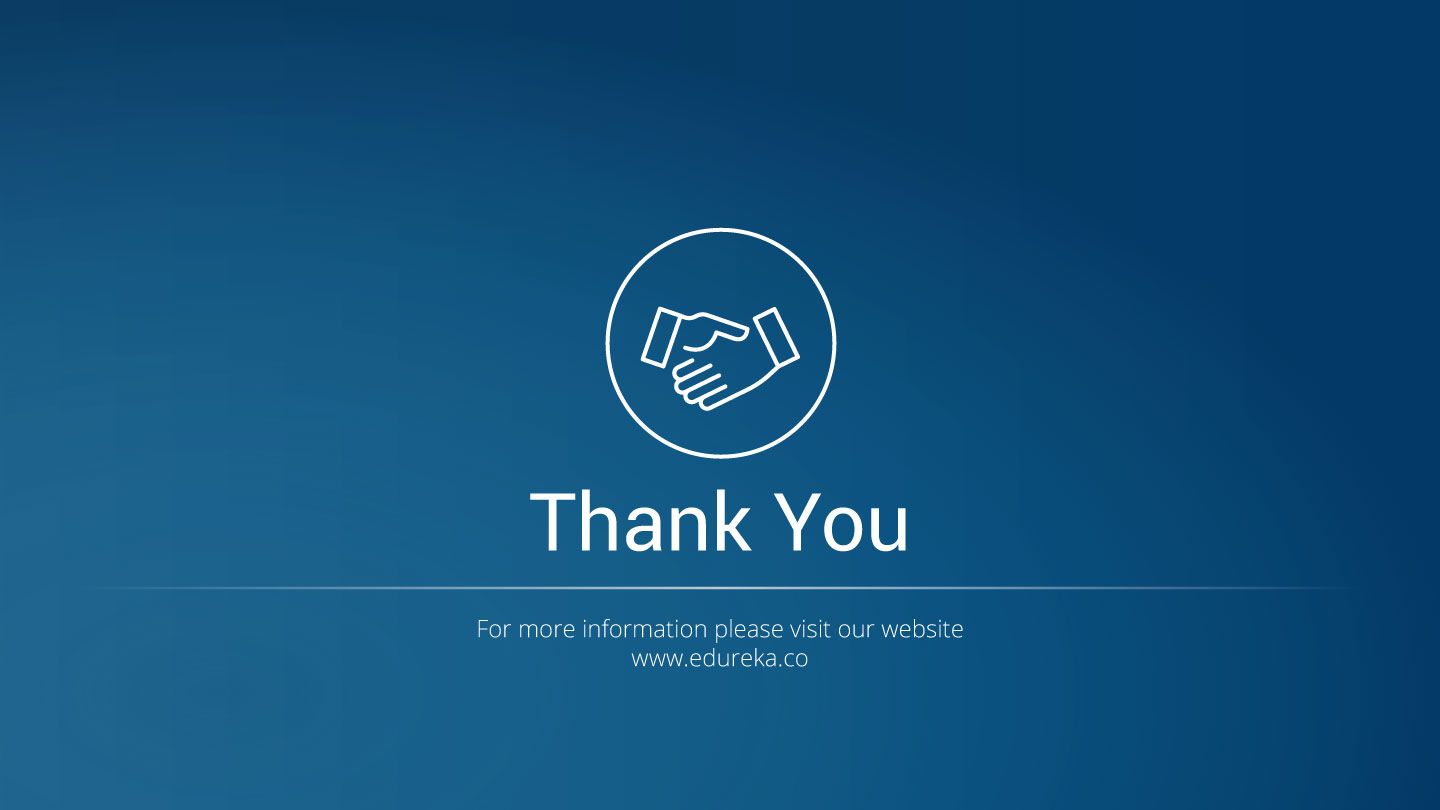 Thank You
For more information please visit our website
www.edureka.co